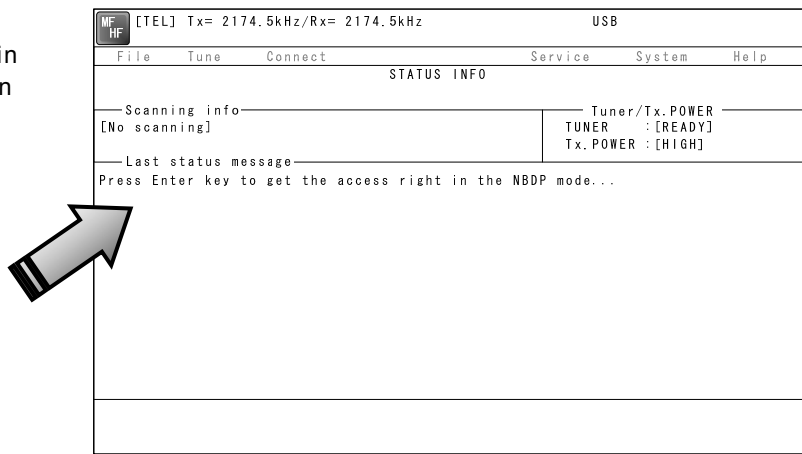 MF
HF
[TEL] Tx= 2174.5kHz/Rx= 2174.5kHz USB
in
n
File Tune Connect Service System Help
STATUS INFO
Scanning info
[No scanning]
Tuner/Tx.POWER
TUNER :[READY]
Tx.POWER :[HIGH]
Last status message
Press Enter key to get the access right in the NBDP mode...